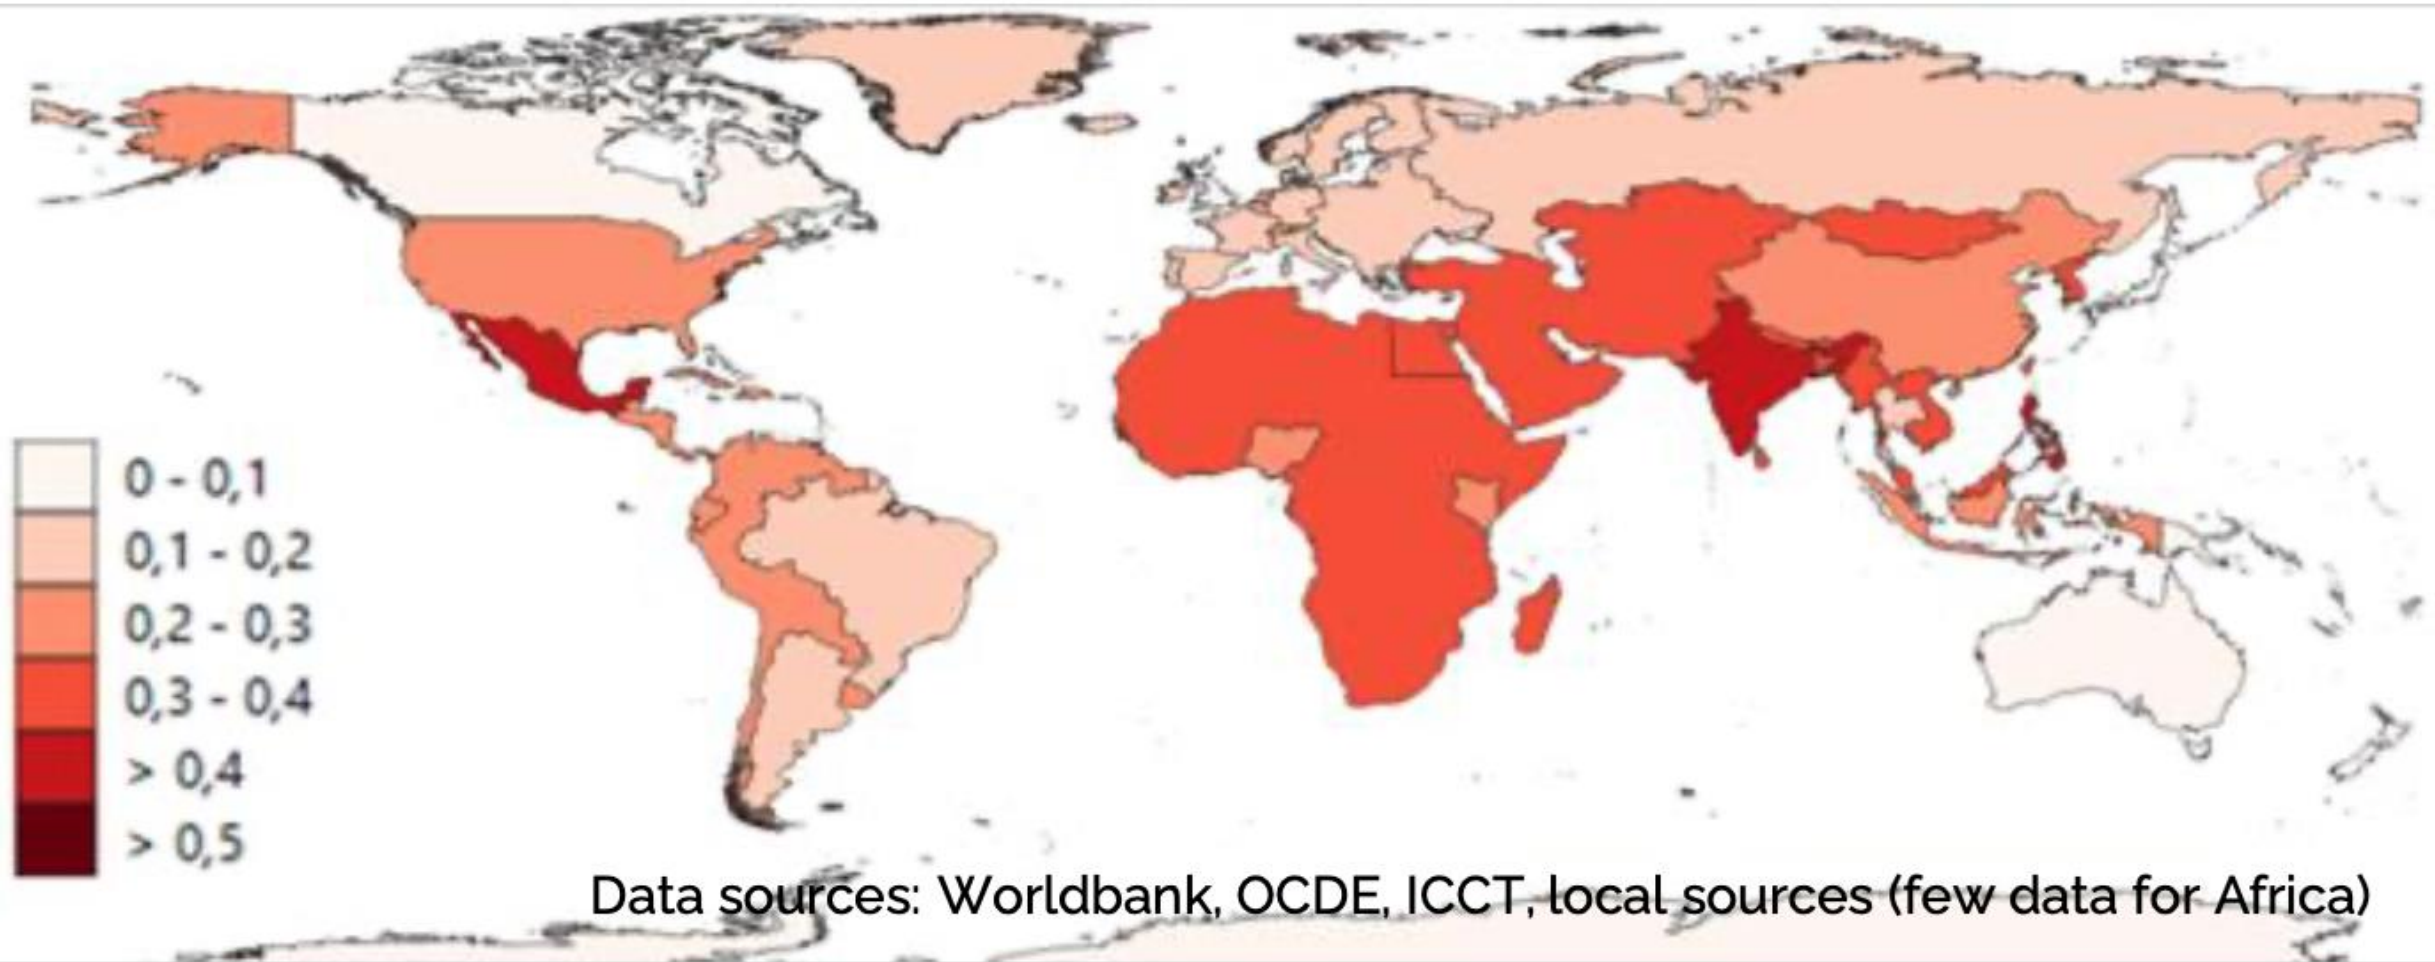 0 - 0,1
0,1 - 0,2
0,2 - 0,3
0,3 - 0,4
> 0,4
> 0,5
Data sources: Worldbank, OCDE, ICCT, local sources (few data for Africa)